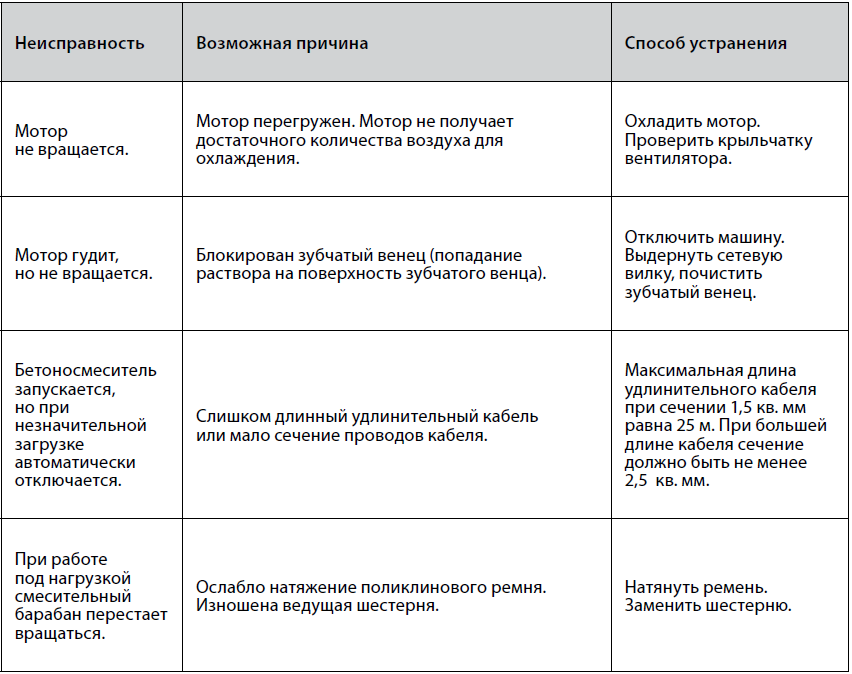 Неисправность
Возможная причина
Способ устранения
Мотор
не вращается.
Мотор перегружен. Мотор не получает
достаточного количества воздуха для
охлаждения.
Охладить мотор.
Проверить крыльчатку
вентилятора.
Мотор гудит,
но не вращается.
Блокирован зубчатый венец (попадание
раствора на поверхность зубчатого венца).
Отключить машину.
Выдернуть сетевую
вилку, почистить
зубчатый венец.
Бетоносмеситель
запускается,
но при
незначительной
загрузке
автоматически
отключается.
Слишком длинный удлинительный кабель
или мало сечение проводов кабеля.
Максимальная длина
удлинительного кабеля
при сечении 1,5 кв. мм
равна 25 м. При большей
длине кабеля сечение
должно быть не менее
2,5 кв. мм.
При работе
под нагрузкой
смесительный
барабан перестает
вращаться.
Ослабло натяжение поликлинового ремня.
Изношена ведущая шестерня.
Натянуть ремень.
Заменить шестерню.